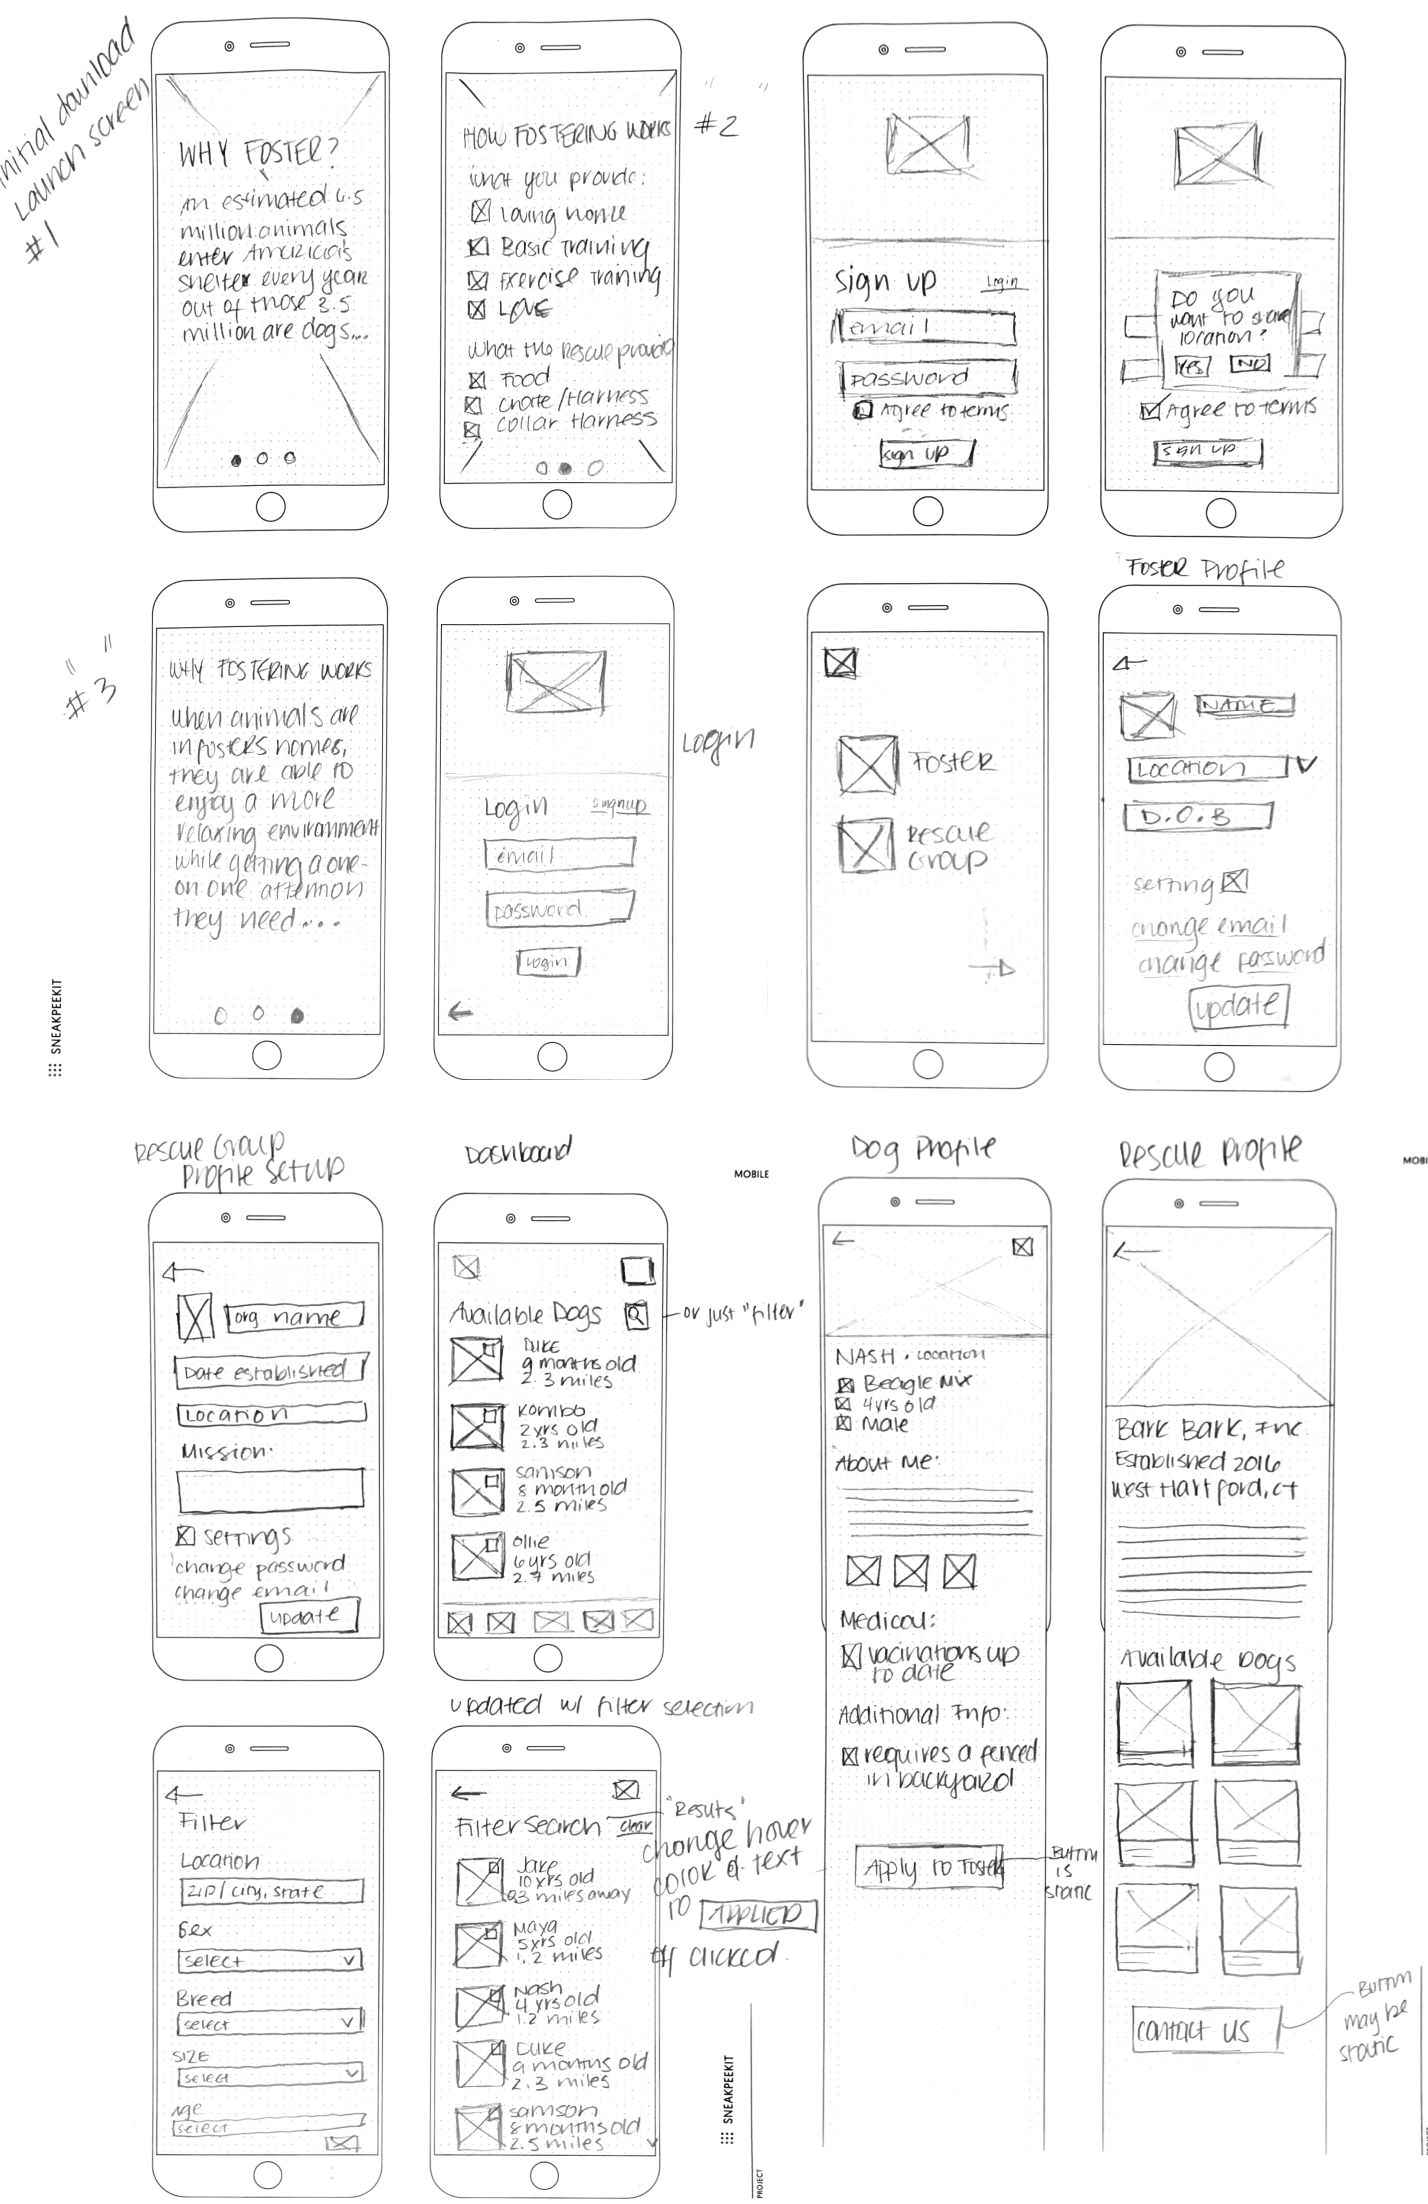 Initial download
Launch screen
#1
WHY FOSTER?
An estimated 6.5
million animals
enter America's
shelter every year
out of those 3.5
million are dogs...
" "
#2
HOW FOSTERING WORKS
what you provide:
Loving home
Basic Training
Exercise Training
LOVE
What the Rescue provides
FOOD
Crate/Harness
Collar Harness
sign up
Login
email
password
Agree to terms
sign up
DO you
want to share
location?
Yes
NO
Agree to terms
sign up
" "
#3
WHY FOSTERING WORKS
when animals are
in fosters homes,
they are able to
enjoy a more
relaxing environment
while getting a one-
on one attention
they need....
Login
Login
signup
email
password
Login
FOSTER
RESCUE
GROUP
FOSTER Profile
NAME
LOCATION
D.O.B
setting
change email
change password
update
SNEAKPEEKIT
Rescue Group
Profile Setup
org name
Date established
LOCATION
Mission:
settings
change password
change email
update
Dashboard
MOBILE
Available Dogs
or just "filter"
DUKE
9 months old
2.3 miles
Kombo
2 yrs old
2.3 miles
samson
8 month old
2.5 miles
ollie
6 yrs old
2.7 miles
Dog Profile
NASH . Location
Beagle Mix
4 yrs old
Male
About Me:
Medical:
vacinations up
to date
Additional Info:
requires a fenced
in backyard
Apply to Foster
Button
is
static
Rescue Profile
MOBI
Bark Bark, Inc
Established 2016
West Hartford, CT
Available Dogs
contact us
Button
may be
static
Filter
Location
ZIP/city, state
Sex
select
Breed
select
SIZE
select
Age
select
updated w/ filter selection
Filter Search
clear
"Resuts"
Jake
10 yrs old
0.3 miles away
Maya
5 yrs old
1.2 miles
Nash
4 yrs old
1.2 miles
Duke
9 months old
2.3 miles
samson
8 months old
2.5 miles
change hover
color & text
to
APPLIED
if clicked.
SNEAKPEEKIT
PROJECT